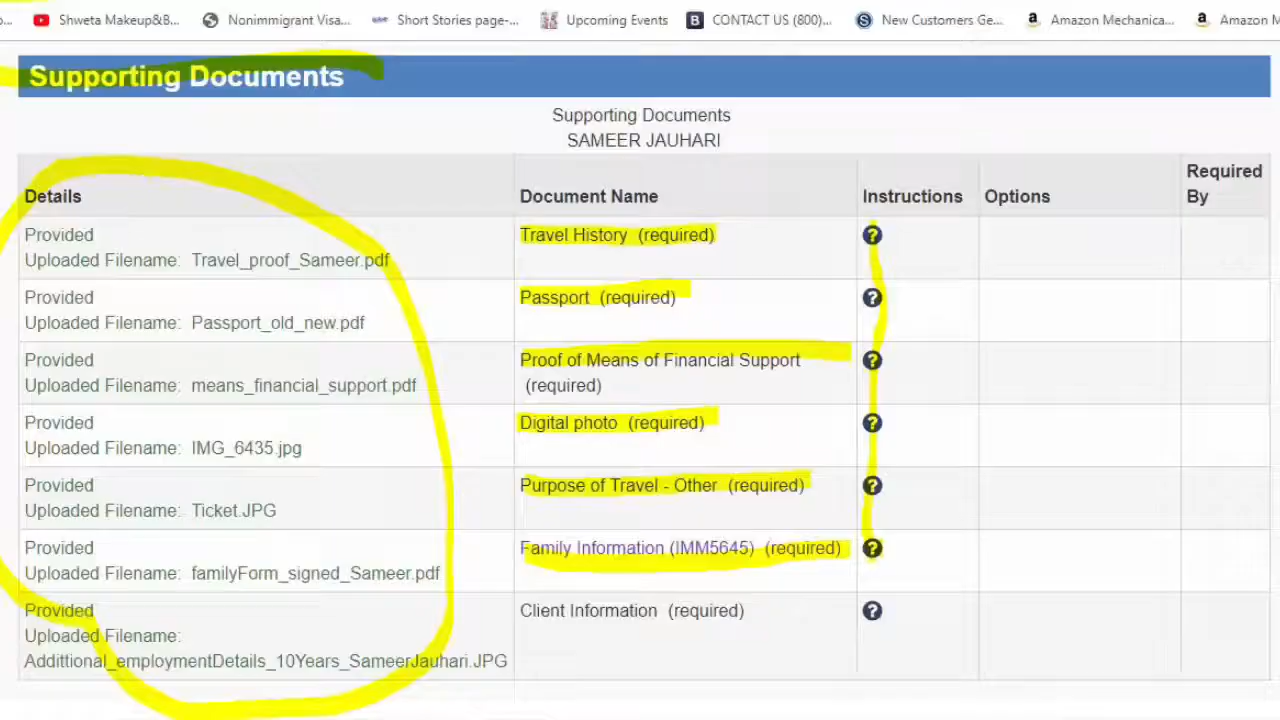 Shweta Makeup&B... Nonimmigrant Visa... Short Stories page-... Upcoming Events CONTACT US (800)... New Customers Ge... Amazon Mechanica... Amazon M
Supporting Documents
Supporting Documents
SAMEER JAUHARI
Details Document Name Instructions Options Required By
Provided Travel History (required)
Uploaded Filename: Travel_proof_Sameer.pdf
Provided Passport (required)
Uploaded Filename: Passport_old_new.pdf
Provided Proof of Means of Financial Support
Uploaded Filename: means_financial_support.pdf (required)
Provided Digital photo (required)
Uploaded Filename: IMG_6435.jpg
Provided Purpose of Travel - Other (required)
Uploaded Filename: Ticket.JPG
Provided Family Information (IMM5645) (required)
Uploaded Filename: familyForm_signed_Sameer.pdf
Provided Client Information (required)
Uploaded Filename:
Addittional_employmentDetails_10Years_SameerJauhari.JPG